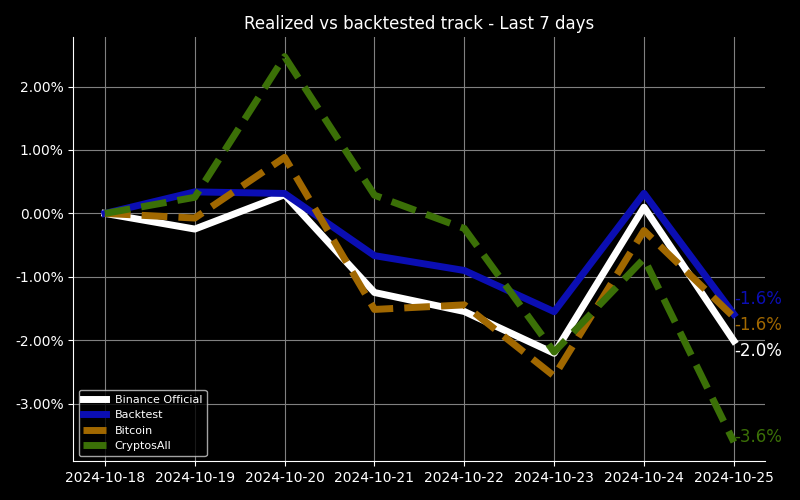 Realized vs backtested track - Last 7 days
2.00%
1.00%
0.00%
-1.00%
-2.00%
-3.00%
-1.6%
-1.6%
-2.0%
-3.6%
Binance Official
Backtest
Bitcoin
CryptosAll
2024-10-18 2024-10-19 2024-10-20 2024-10-21 2024-10-22 2024-10-23 2024-10-24 2024-10-25